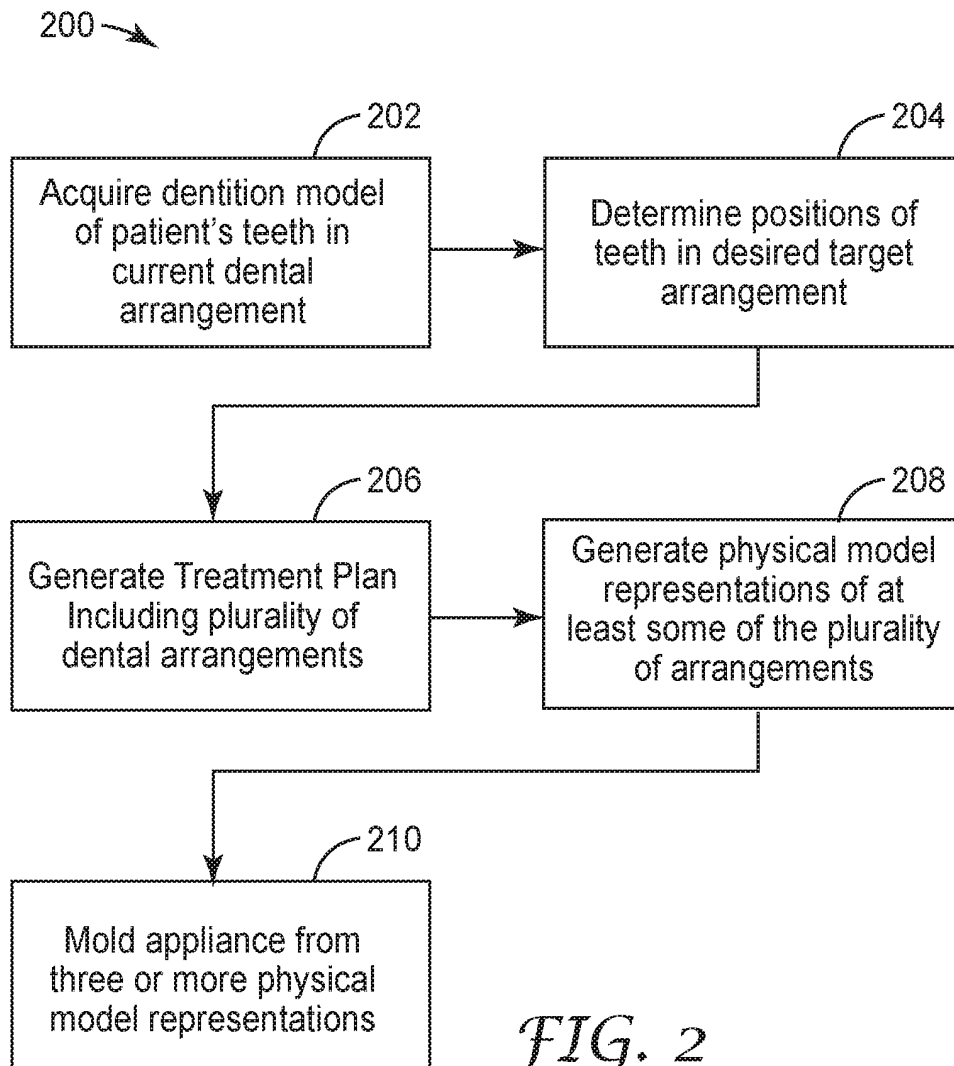 200
202
Acquire dentition model
of patient's teeth in
current dental
arrangement
204
Determine positions of
teeth in desired target
arrangement
206
Generate Treatment Plan
Including plurality of
dental arrangements
208
Generate physical model
representations of at
least some of the plurality
of arrangements
210
Mold appliance from
three or more physical
model representations
FIG. 2